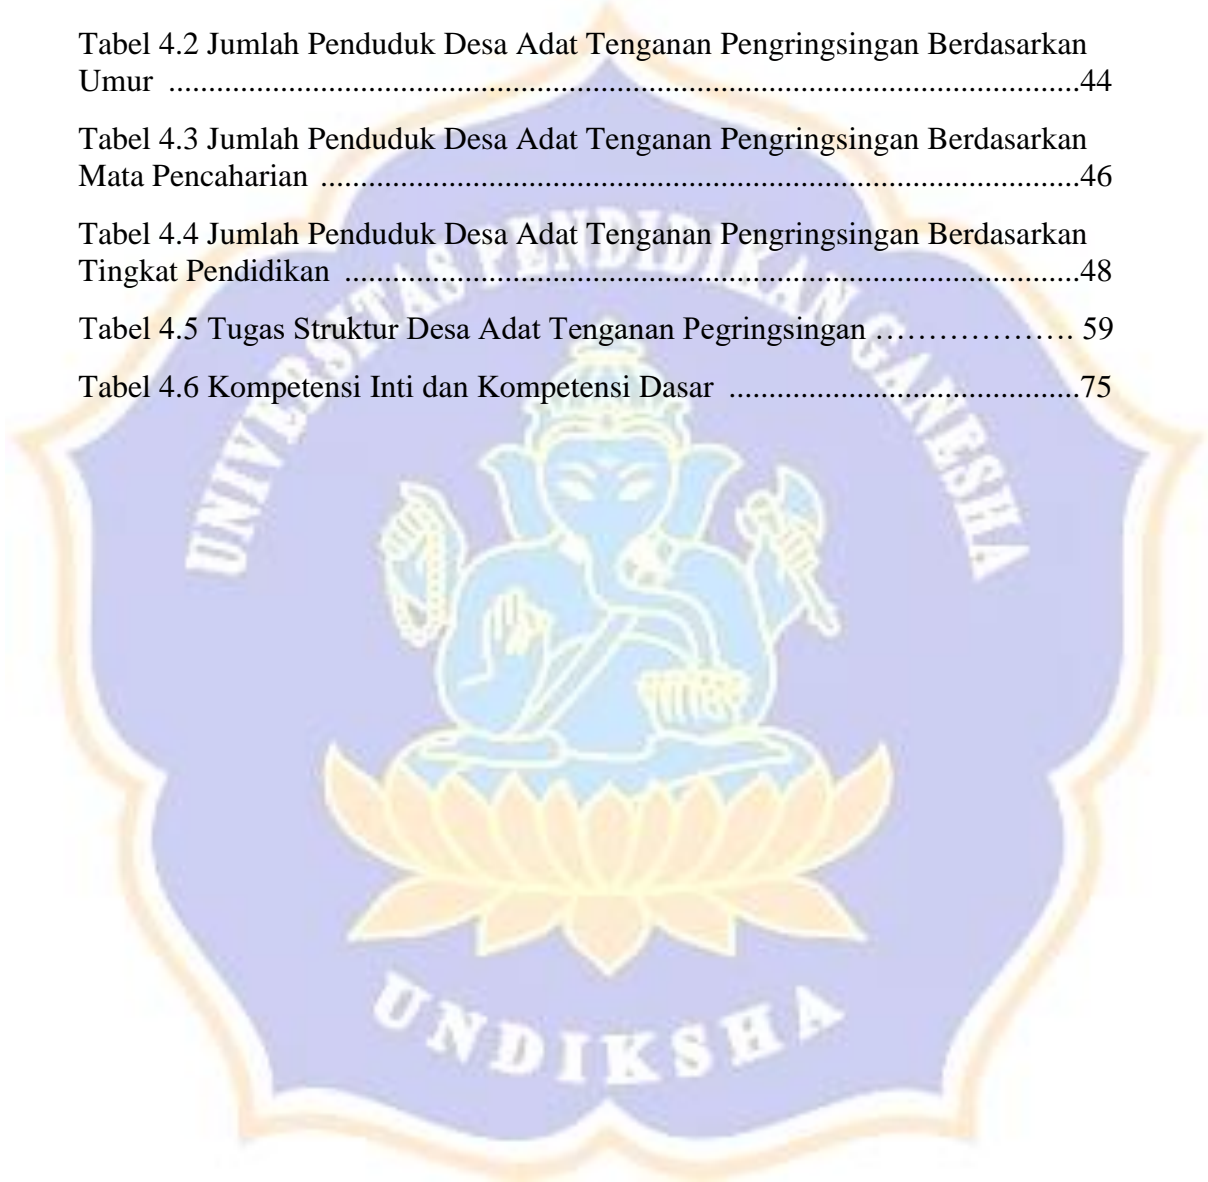 Tabel 4.2 Jumlah Penduduk Desa Adat Tenganan Pengringsingan Berdasarkan
Umur ..................................................................................................................44
Tabel 4.3 Jumlah Penduduk Desa Adat Tenganan Pengringsingan Berdasarkan
Mata Pencaharian ...............................................................................................46
Tabel 4.4 Jumlah Penduduk Desa Adat Tenganan Pengringsingan Berdasarkan
Tingkat Pendidikan ............................................................................................48
Tabel 4.5 Tugas Struktur Desa Adat Tenganan Pegringsingan ………………. 59
Tabel 4.6 Kompetensi Inti dan Kompetensi Dasar ............................................75
UNIVERSITAS PENDIDIKAN GANESHA
UNDIKSHA